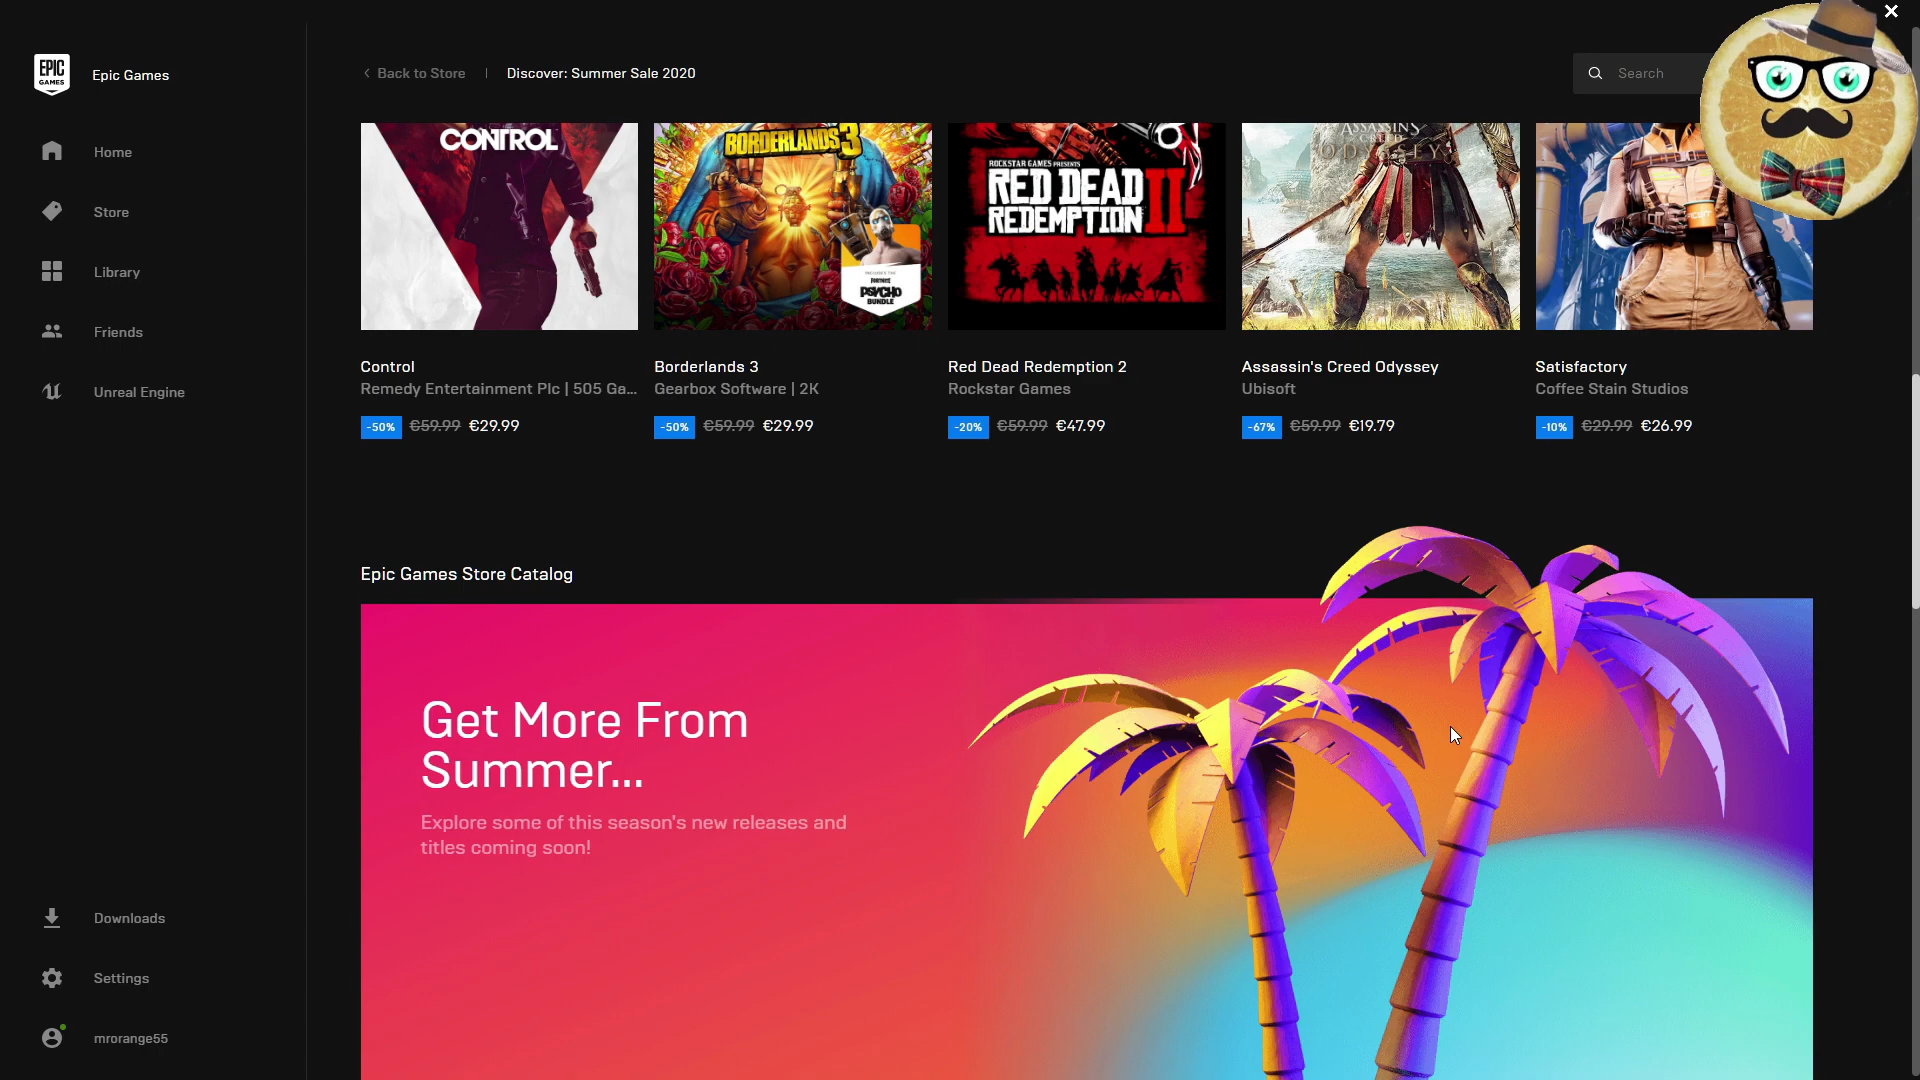 EPIC
GAMES
Epic Games
Back to Store
Discover: Summer Sale 2020
Search
Home
Store
Library
Friends
Unreal Engine
CONTROL
BORDERLANDS 3
FORTNITE
PSYCHO
BUNDLE
ROCKSTAR GAMES PRESENTS
RED DEAD
REDEMPTION II
ASSASSIN'S
CREED
ODYSSEY
Control
Remedy Entertainment Plc | 505 Ga...
-50% €59.99 €29.99
Borderlands 3
Gearbox Software | 2K
-50% €59.99 €29.99
Red Dead Redemption 2
Rockstar Games
-20% €59.99 €47.99
Assassin's Creed Odyssey
Ubisoft
-67% €59.99 €19.79
Satisfactory
Coffee Stain Studios
-10% €29.99 €26.99
Epic Games Store Catalog
Get More From
Summer...
Explore some of this season's new releases and
titles coming soon!
Downloads
Settings
mrorange55